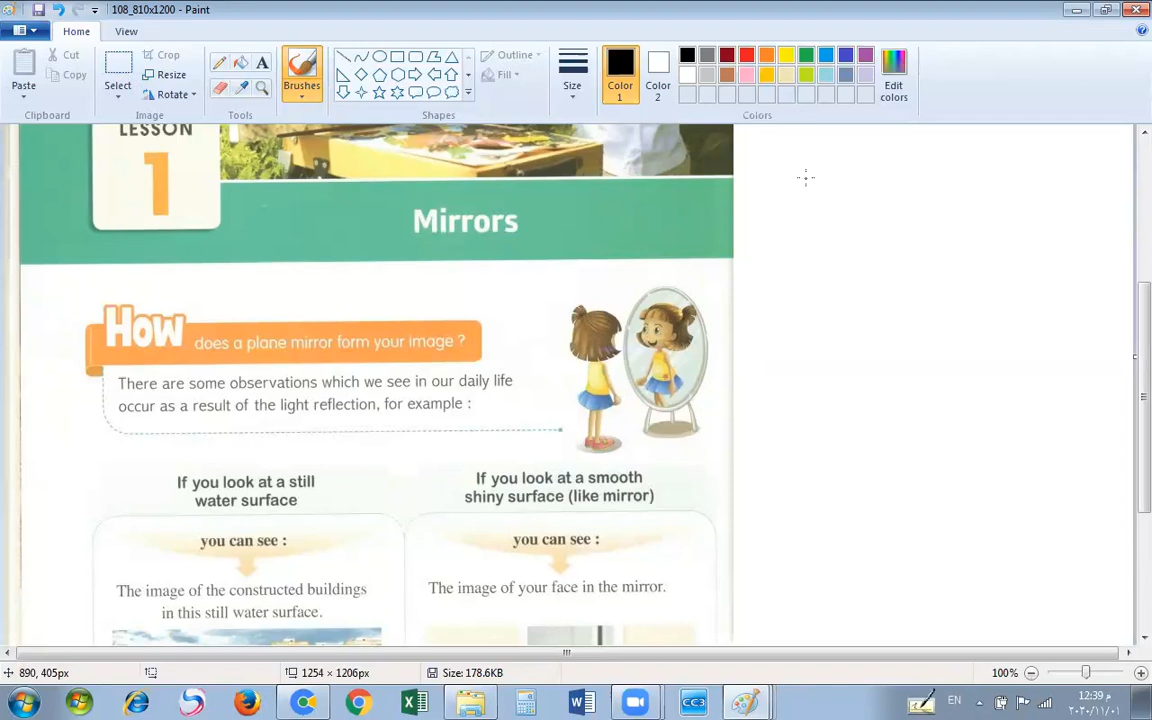 108_810x1200 - Paint
Home
View
Paste
Cut
Copy
Clipboard
Select
Crop
Resize
Rotate
Image
A
Tools
Brushes
Shapes
Outline
Fill
Size
Color
1
Color
2
Edit
colors
Colors
LESSON
1
Mirrors
How does a plane mirror form your image ?
There are some observations which we see in our daily life
occur as a result of the light reflection, for example :
If you look at a still
water surface
you can see :
The image of the constructed buildings
in this still water surface.
If you look at a smooth
shiny surface (like mirror)
you can see :
The image of your face in the mirror.
890, 405px
1254 × 1206px
Size: 178.6KB
100%
CC3
EN
12:39 م
٢٠٢٠/١١/٠١